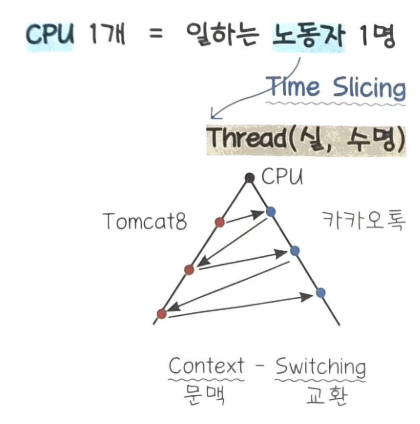 CPU 1개 = 일하는 노동자 1명
Time Slicing
Thread(실, 수명)
CPU
Tomcat8 카카오톡
Context - Switching
문맥 교환